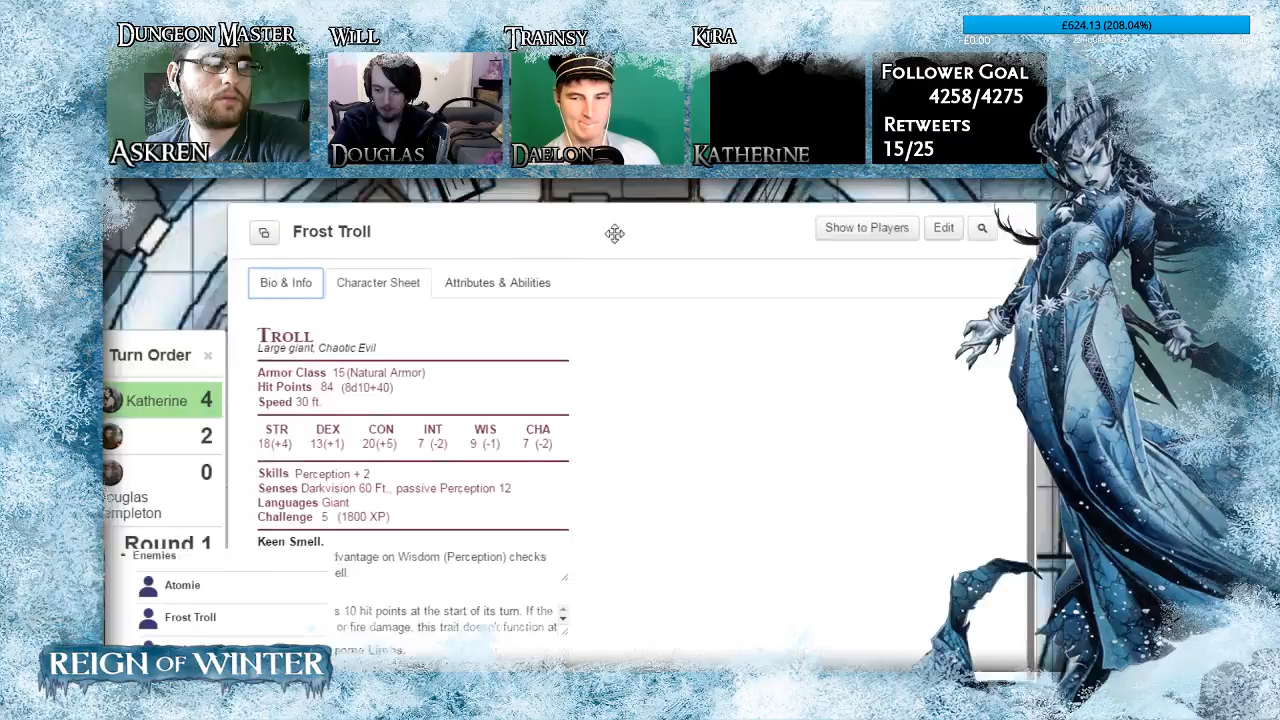 £624.13 (208.04%)
£0.00
Dungeon Master
Will
Trainsy
Kira
Askren
Douglas
Daelon
Katherine
Follower Goal
4258/4275
Retweets
15/25
Frost Troll
Show to Players
Edit
Bio & Info
Character Sheet
Attributes & Abilities
Troll
Large giant, Chaotic Evil
Armor Class 15 (Natural Armor)
Hit Points 84 (8d10+40)
Speed 30 ft.
STR DEX CON INT WIS CHA
18(+4) 13(+1) 20(+5) 7 (-2) 9 (-1) 7 (-2)
Skills Perception + 2
Senses Darkvision 60 Ft., passive Perception 12
Languages Giant
Challenge 5 (1800 XP)
Keen Smell.
dvantage on Wisdom (Perception) checks
ell.
s 10 hit points at the start of its turn. If the
or fire damage, this trait doesn't function at
Turn Order
Katherine 4
2
0
ouglas
empleton
Round 1
Enemies
Atomie
Frost Troll
Reign of Winter